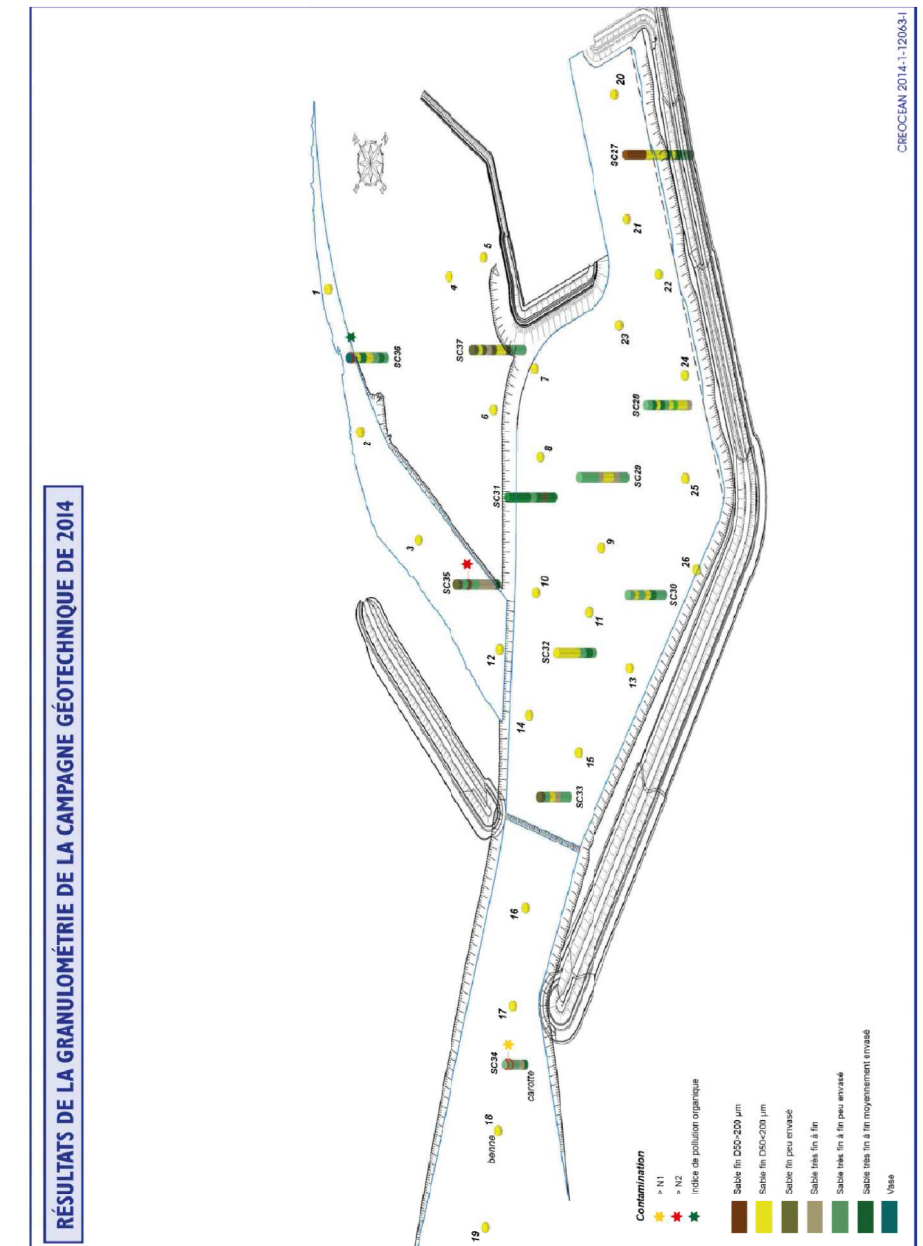 RÉSULTATS DE LA GRANULOMÉTRIE DE LA CAMPAGNE GÉOTECHNIQUE DE 2014
19
benne 18
SC34
carotte
17
16
SC33
15
14
13
SC32
12
11
10
SC30
26
SC35
9
3
SC31
SC29
25
8
2
6
SC28
24
7
SC37
SC36
23
1
4
5
22
21
SC27
20
Contamination
> N1
> N2
Indice de pollution organique
Sable fin D50>200 µm
Sable fin D50<200 µm
Sable fin peu envasé
Sable très fin à fin
Sable très fin à fin peu envasé
Sable très fin à fin moyennement envasé
Vase
CREOCEAN 2014-1-12063-I